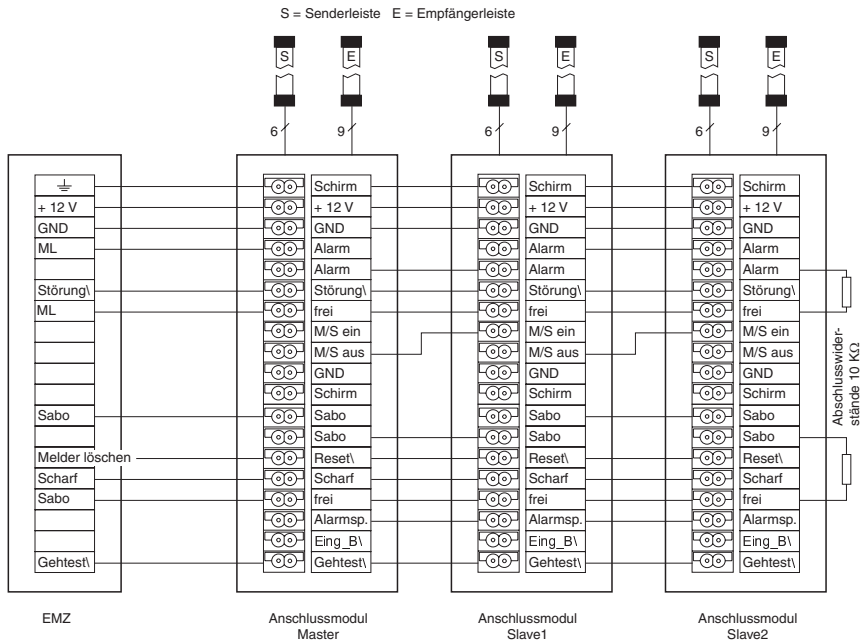 S = Senderleiste E = Empfängerleiste
S E S E S E
6 9 6 9 6 9
Schirm Schirm Schirm
+ 12 V + 12 V + 12 V + 12 V
GND GND GND GND
ML Alarm Alarm Alarm
Alarm Alarm Alarm
Störung\ Störung\ Störung\ Störung\
ML frei frei frei
M/S ein M/S ein M/S ein
M/S aus M/S aus M/S aus
GND GND GND
Schirm Schirm Schirm
Sabo Sabo Sabo Sabo
Sabo Sabo Sabo
Melder löschen Reset\ Reset\ Reset\
Scharf Scharf Scharf Scharf
Sabo frei frei frei
Alarmsp. Alarmsp. Alarmsp.
Eing_B\ Eing_B\ Eing_B\
Gehtest\ Gehtest\ Gehtest\ Gehtest\
Abschlusswider-
stände 10 KΩ
EMZ Anschlussmodul Anschlussmodul Anschlussmodul
Master Slave1 Slave2